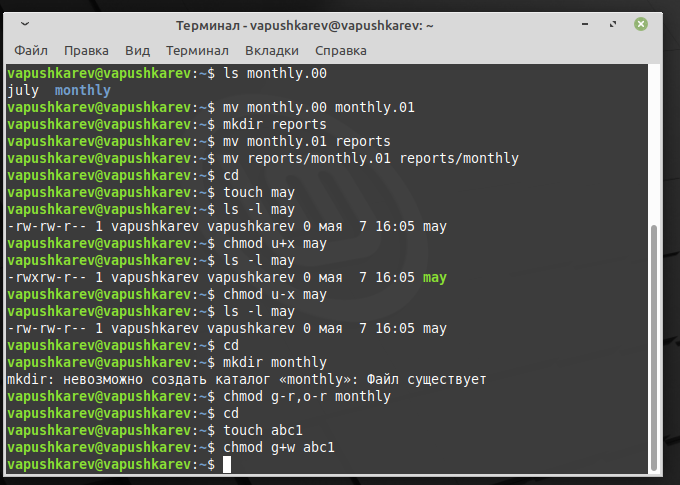 Терминал - vapushkarev@vapushkarev: ~
Файл Правка Вид Терминал Вкладки Справка
vapushkarev@vapushkarev:~$ ls monthly.00
july  monthly
vapushkarev@vapushkarev:~$ mv monthly.00 monthly.01
vapushkarev@vapushkarev:~$ mkdir reports
vapushkarev@vapushkarev:~$ mv monthly.01 reports
vapushkarev@vapushkarev:~$ mv reports/monthly.01 reports/monthly
vapushkarev@vapushkarev:~$ cd
vapushkarev@vapushkarev:~$ touch may
vapushkarev@vapushkarev:~$ ls -l may
-rw-rw-r-- 1 vapushkarev vapushkarev 0 мая  7 16:05 may
vapushkarev@vapushkarev:~$ chmod u+x may
vapushkarev@vapushkarev:~$ ls -l may
-rwxrw-r-- 1 vapushkarev vapushkarev 0 мая  7 16:05 may
vapushkarev@vapushkarev:~$ chmod u-x may
vapushkarev@vapushkarev:~$ ls -l may
-rw-rw-r-- 1 vapushkarev vapushkarev 0 мая  7 16:05 may
vapushkarev@vapushkarev:~$ cd
vapushkarev@vapushkarev:~$ mkdir monthly
mkdir: невозможно создать каталог «monthly»: Файл существует
vapushkarev@vapushkarev:~$ chmod g-r,o-r monthly
vapushkarev@vapushkarev:~$ cd
vapushkarev@vapushkarev:~$ touch abc1
vapushkarev@vapushkarev:~$ chmod g+w abc1
vapushkarev@vapushkarev:~$